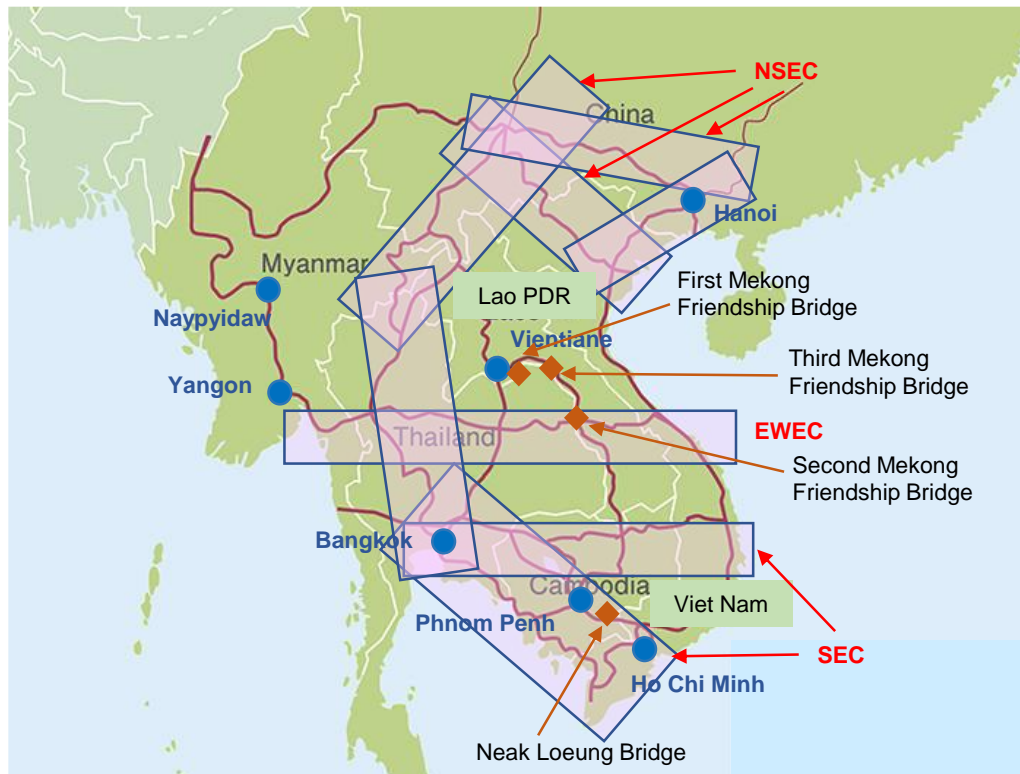 NSEC
China
Hanoi
Myanmar
Naypyidaw
Lao PDR
First Mekong
Friendship Bridge
Vientiane
Yangon
Third Mekong
Friendship Bridge
Thailand
EWEC
Second Mekong
Friendship Bridge
Bangkok
Cambodia
Viet Nam
Phnom Penh
SEC
Ho Chi Minh
Neak Loeung Bridge